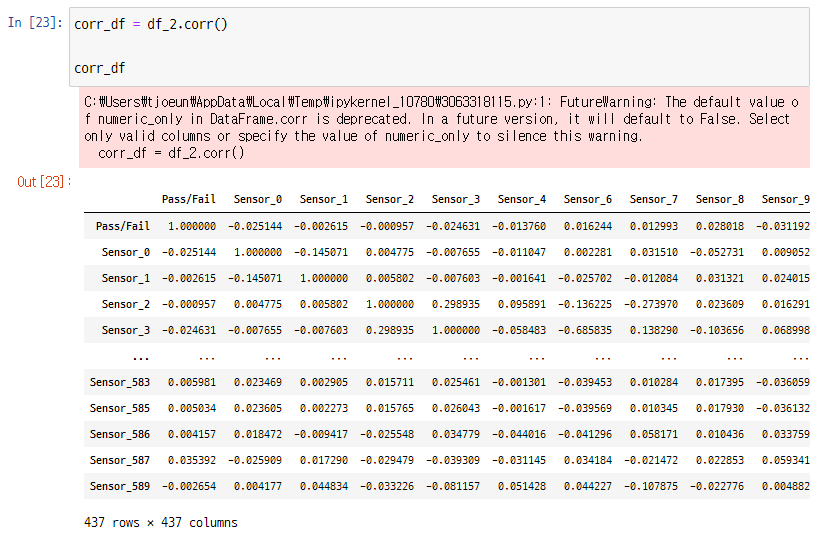 In [23]: corr_df = df_2.corr()
corr_df
C:₩Users₩tjoeun₩AppData₩Local₩Temp₩ipykernel_10780₩3063318115.py:1: FutureWarning: The default value o
f numeric_only in DataFrame.corr is deprecated. In a future version, it will default to False. Select
only valid columns or specify the value of numeric_only to silence this warning.
corr_df = df_2.corr()
Out[23]:
Pass/Fail Sensor_0 Sensor_1 Sensor_2 Sensor_3 Sensor_4 Sensor_6 Sensor_7 Sensor_8 Sensor_9
Pass/Fail 1.000000 -0.025144 -0.002615 -0.000957 -0.024631 -0.013760 0.016244 0.012993 0.028018 -0.031192
Sensor_0 -0.025144 1.000000 -0.145071 0.004775 -0.007655 -0.011047 0.002281 0.031510 -0.052731 0.009052
Sensor_1 -0.002615 -0.145071 1.000000 0.005802 -0.007603 -0.001641 -0.025702 -0.012084 0.031321 0.024015
Sensor_2 -0.000957 0.004775 0.005802 1.000000 0.298935 0.095891 -0.136225 -0.273970 0.023609 0.016291
Sensor_3 -0.024631 -0.007655 -0.007603 0.298935 1.000000 -0.058483 -0.685835 0.138290 -0.103656 0.068998
... ... ... ... ... ... ... ... ... ... ...
Sensor_583 0.005981 0.023469 0.002905 0.015711 0.025461 -0.001301 -0.039453 0.010284 0.017395 -0.036059
Sensor_585 0.005034 0.023605 0.002273 0.015765 0.026043 -0.001617 -0.039569 0.010345 0.017930 -0.036132
Sensor_586 0.004157 0.018472 -0.009417 -0.025548 0.034779 -0.044016 -0.041296 0.058171 0.010436 0.033759
Sensor_587 0.035392 -0.025909 0.017290 -0.029479 -0.039309 -0.031145 0.034184 -0.021472 0.022853 0.059341
Sensor_589 -0.002654 0.004177 0.044834 -0.033226 -0.081157 0.051428 0.044227 -0.107875 -0.022776 0.004882
437 rows × 437 columns